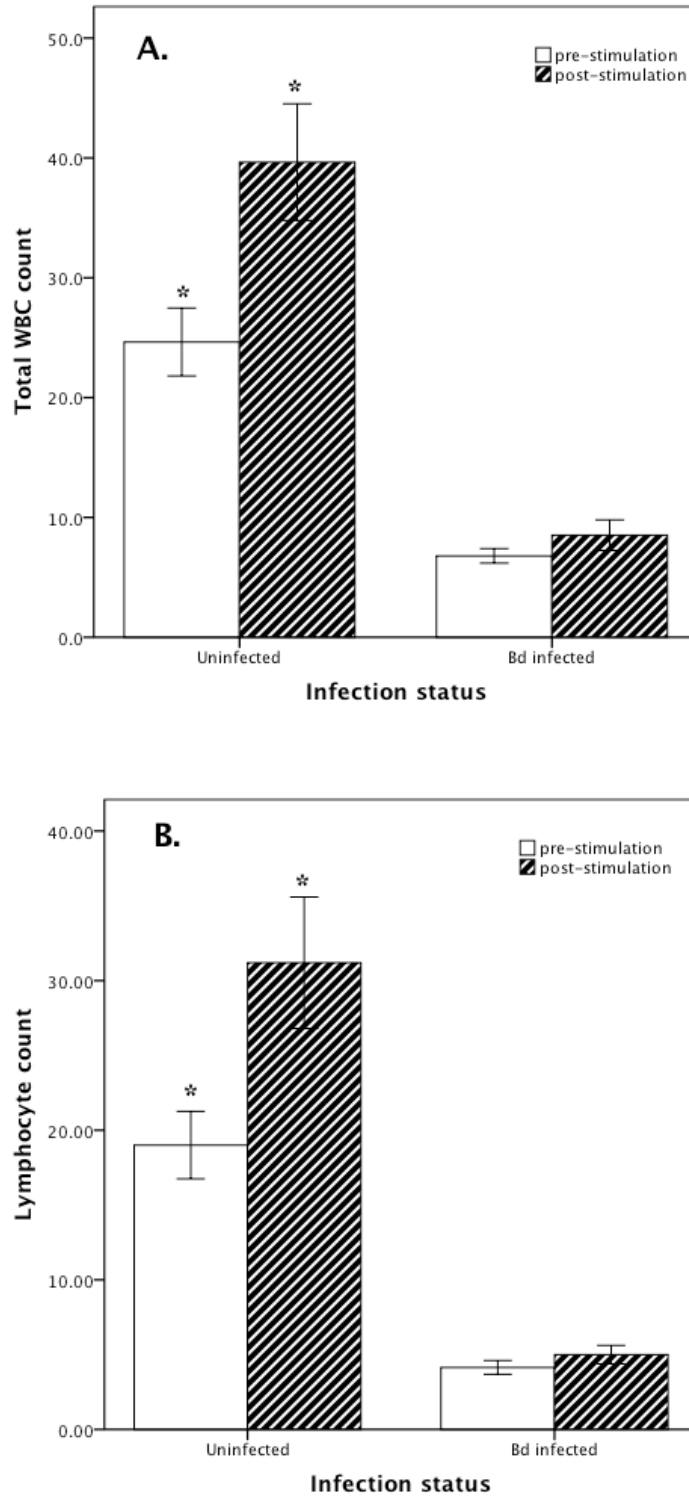 A.
pre-stimulation
post-stimulation
50.0
40.0
30.0
20.0
10.0
0.0
Total WBC count
*
*
Uninfected Bd infected
Infection status
B.
pre-stimulation
post-stimulation
40.00
30.00
20.00
10.00
0.00
Lymphocyte count
*
*
Uninfected Bd infected
Infection status